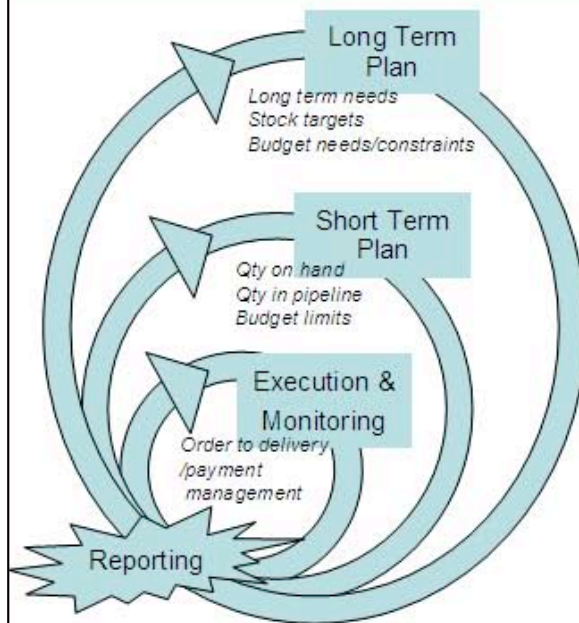 Long Term
Plan
Long term needs
Stock targets
Budget needs/constraints
Short Term
Plan
Qty on hand
Qty in pipeline
Budget limits
Execution &
Monitoring
Order to delivery
/payment
management
Reporting